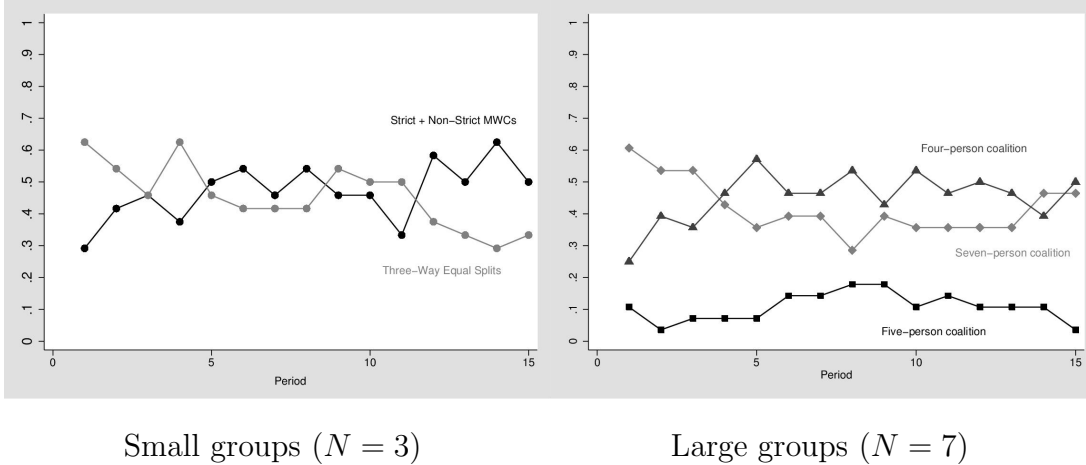 1
.9
.8
.7
.6
.5
.4
.3
.2
.1
0
Strict + Non−Strict MWCs
Three−Way Equal Splits
0 5 10 15
Period
1
.9
.8
.7
.6
.5
.4
.3
.2
.1
0
Four−person coalition
Seven−person coalition
Five−person coalition
0 5 10 15
Period
Small groups (N = 3)
Large groups (N = 7)